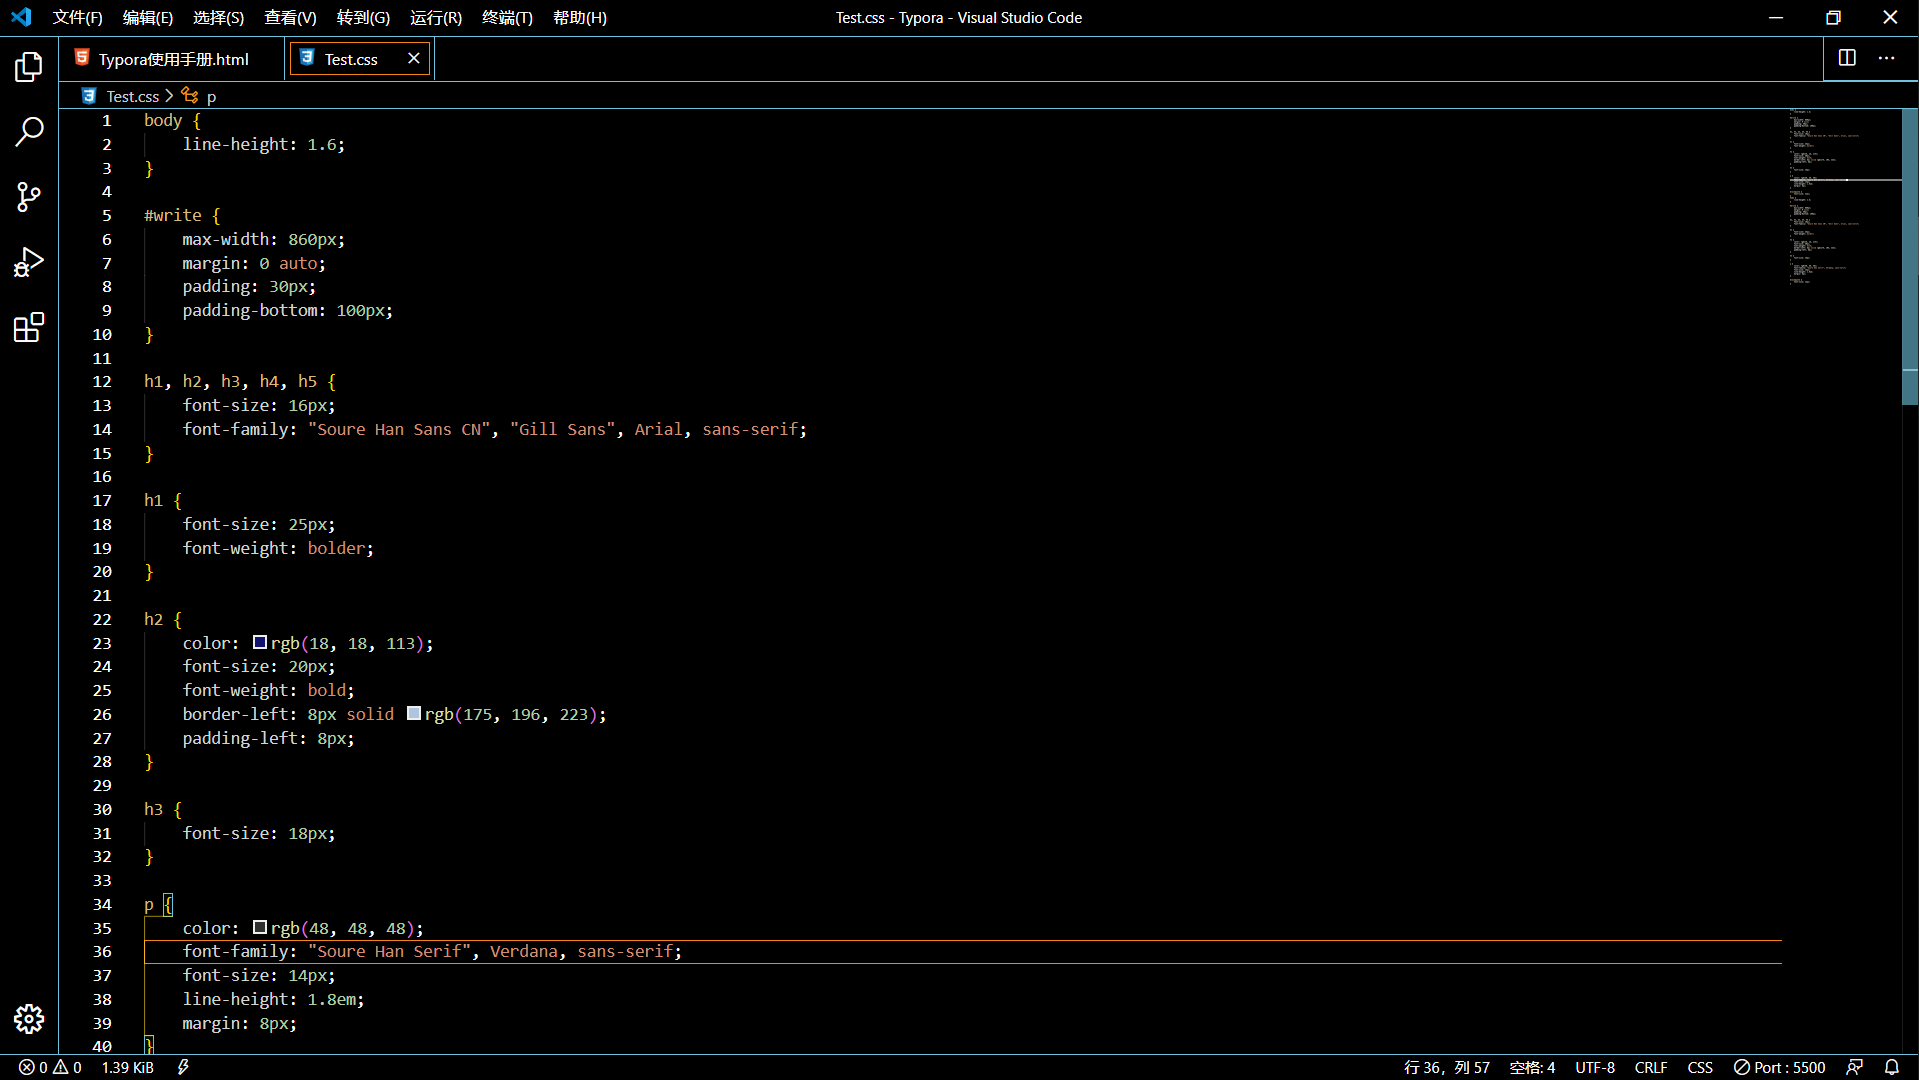 文件(F) 编辑(E) 选择(S) 查看(V) 转到(G) 运行(R) 终端(T) 帮助(H) Test.css - Typora - Visual Studio Code
Typora使用手册.html Test.css
Test.css > p
1 body {
2     line-height: 1.6;
3 }
4
5 #write {
6     max-width: 860px;
7     margin: 0 auto;
8     padding: 30px;
9     padding-bottom: 100px;
10 }
11
12 h1, h2, h3, h4, h5 {
13     font-size: 16px;
14     font-family: "Soure Han Sans CN", "Gill Sans", Arial, sans-serif;
15 }
16
17 h1 {
18     font-size: 25px;
19     font-weight: bolder;
20 }
21
22 h2 {
23     color: rgb(18, 18, 113);
24     font-size: 20px;
25     font-weight: bold;
26     border-left: 8px solid rgb(175, 196, 223);
27     padding-left: 8px;
28 }
29
30 h3 {
31     font-size: 18px;
32 }
33
34 p {
35     color: rgb(48, 48, 48);
36     font-family: "Soure Han Serif", Verdana, sans-serif;
37     font-size: 14px;
38     line-height: 1.8em;
39     margin: 8px;
40 }
0 0 1.39 KiB 行 36，列 57 空格: 4 UTF-8 CRLF CSS Port : 5500